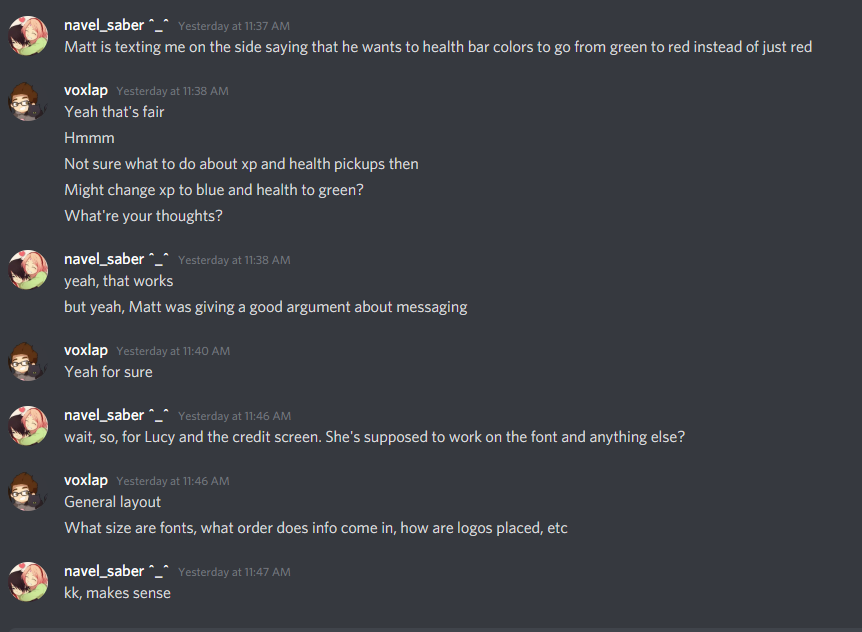 navel_saber ^_^ Yesterday at 11:37 AM
Matt is texting me on the side saying that he wants to health bar colors to go from green to red instead of just red
voxlap Yesterday at 11:38 AM
Yeah that's fair
Hmmm
Not sure what to do about xp and health pickups then
Might change xp to blue and health to green?
What're your thoughts?
navel_saber ^_^ Yesterday at 11:38 AM
yeah, that works
but yeah, Matt was giving a good argument about messaging
voxlap Yesterday at 11:40 AM
Yeah for sure
navel_saber ^_^ Yesterday at 11:46 AM
wait, so, for Lucy and the credit screen. She's supposed to work on the font and anything else?
voxlap Yesterday at 11:46 AM
General layout
What size are fonts, what order does info come in, how are logos placed, etc
navel_saber ^_^ Yesterday at 11:47 AM
kk, makes sense